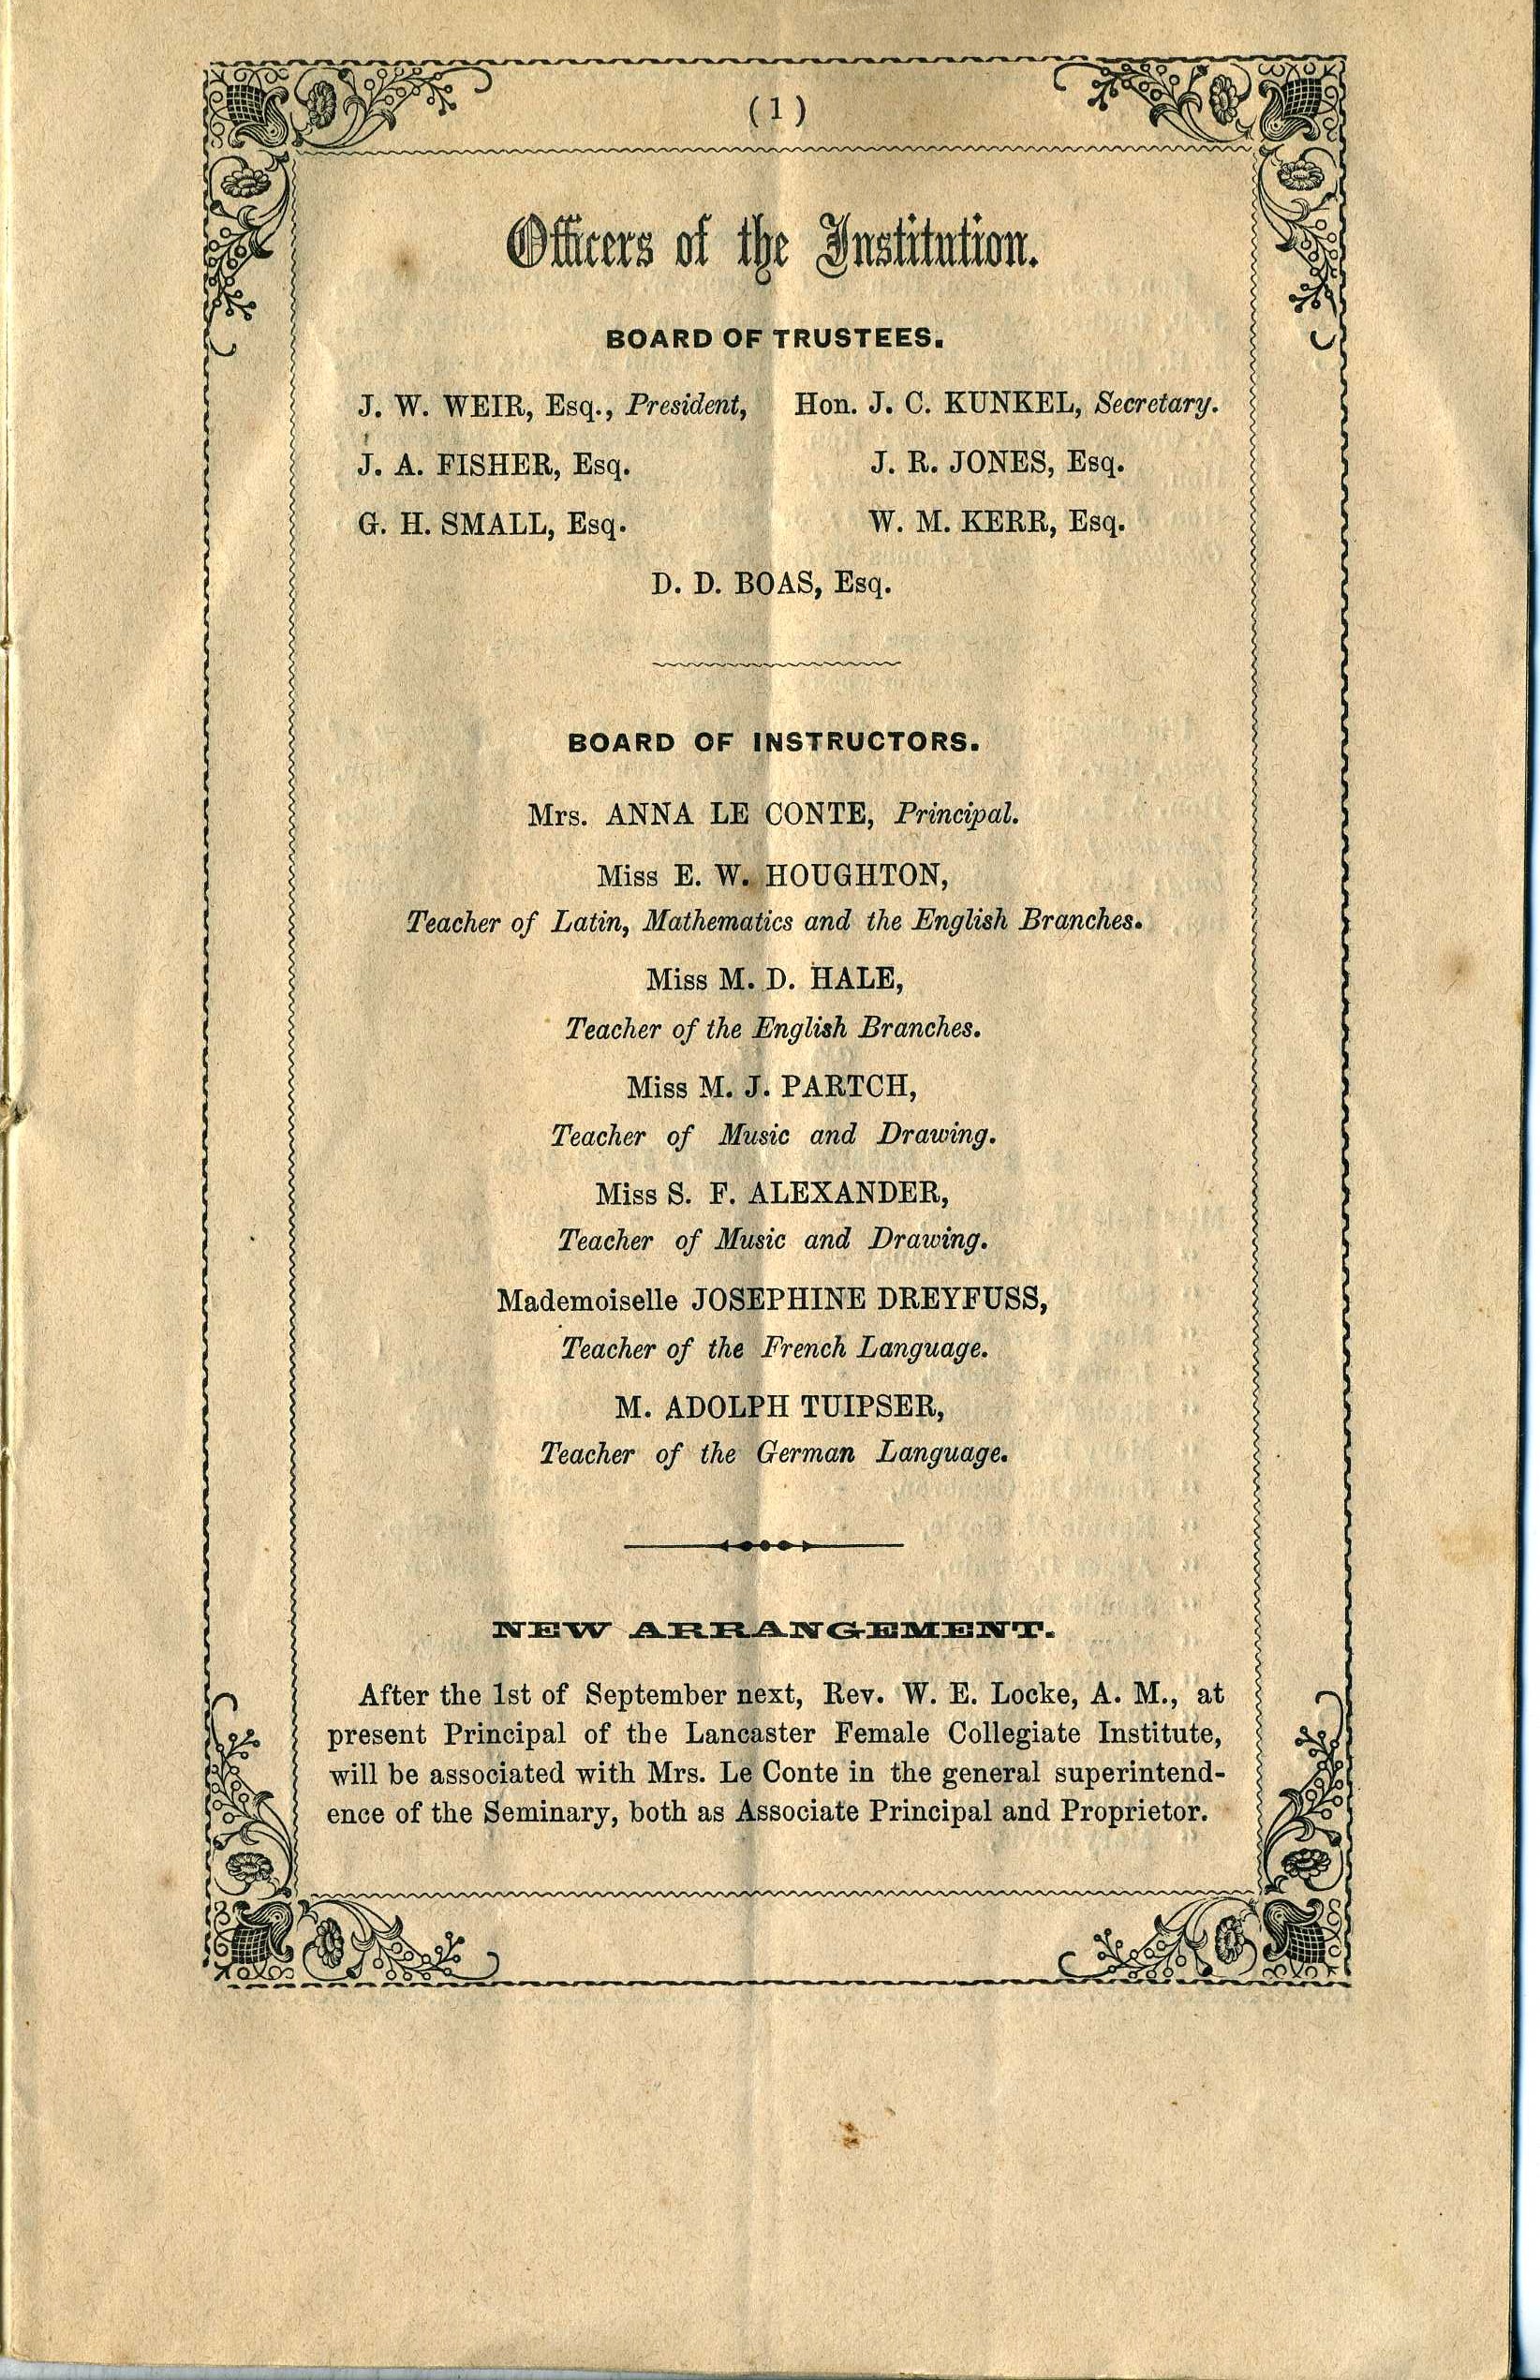 (1)
Officers of the Institution.
BOARD OF TRUSTEES.
J. W. WEIR, Esq., President, Hon. J. C. KUNKEL, Secretary.
J. A. FISHER, Esq. J. R. JONES, Esq.
G. H. SMALL, Esq. W. M. KERR, Esq.
D. D. BOAS, Esq.
BOARD OF INSTRUCTORS.
Mrs. ANNA LE CONTE, Principal.
Miss E. W. HOUGHTON,
Teacher of Latin, Mathematics and the English Branches.
Miss M. D. HALE,
Teacher of the English Branches.
Miss M. J. PARTCH,
Teacher of Music and Drawing.
Miss S. F. ALEXANDER,
Teacher of Music and Drawing.
Mademoiselle JOSEPHINE DREYFUSS,
Teacher of the French Language.
M. ADOLPH TUIPSER,
Teacher of the German Language.
NEW ARRANGEMENT.
After the 1st of September next, Rev. W. E. Locke, A. M., at
present Principal of the Lancaster Female Collegiate Institute,
will be associated with Mrs. Le Conte in the general superintend-
ence of the Seminary, both as Associate Principal and Proprietor.